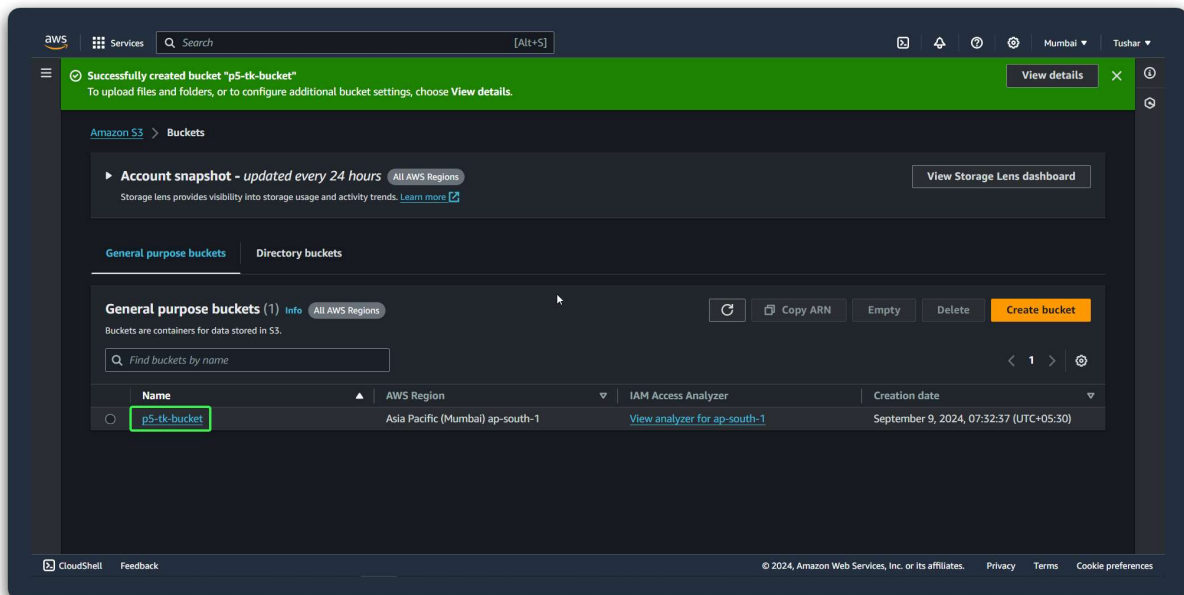 aws Services Search [Alt+S] Mumbai ▼ Tushar ▼
Successfully created bucket "p5-tk-bucket"
To upload files and folders, or to configure additional bucket settings, choose View details.
View details
Amazon S3 > Buckets
Account snapshot - updated every 24 hours All AWS Regions
Storage lens provides visibility into storage usage and activity trends. Learn more
View Storage Lens dashboard
General purpose buckets Directory buckets
General purpose buckets (1) Info All AWS Regions
Buckets are containers for data stored in S3.
Copy ARN Empty Delete Create bucket
Find buckets by name < 1 >
Name AWS Region IAM Access Analyzer Creation date
p5-tk-bucket Asia Pacific (Mumbai) ap-south-1 View analyzer for ap-south-1 September 9, 2024, 07:32:37 (UTC+05:30)
CloudShell Feedback © 2024, Amazon Web Services, Inc. or its affiliates. Privacy Terms Cookie preferences